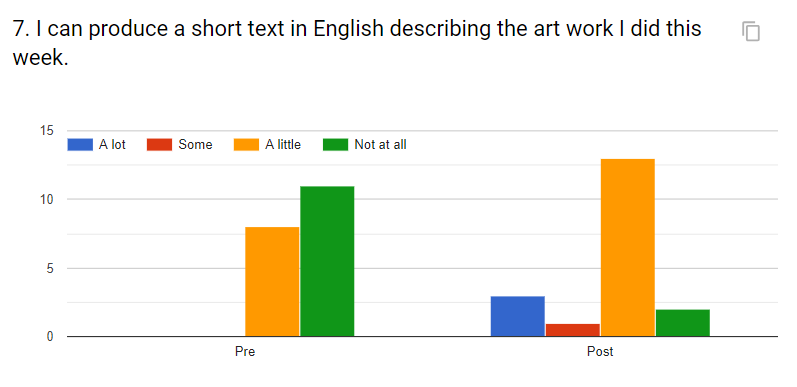 7. I can produce a short text in English describing the art work I did this
week.
15
A lot Some A little Not at all
10
5
0
Pre Post